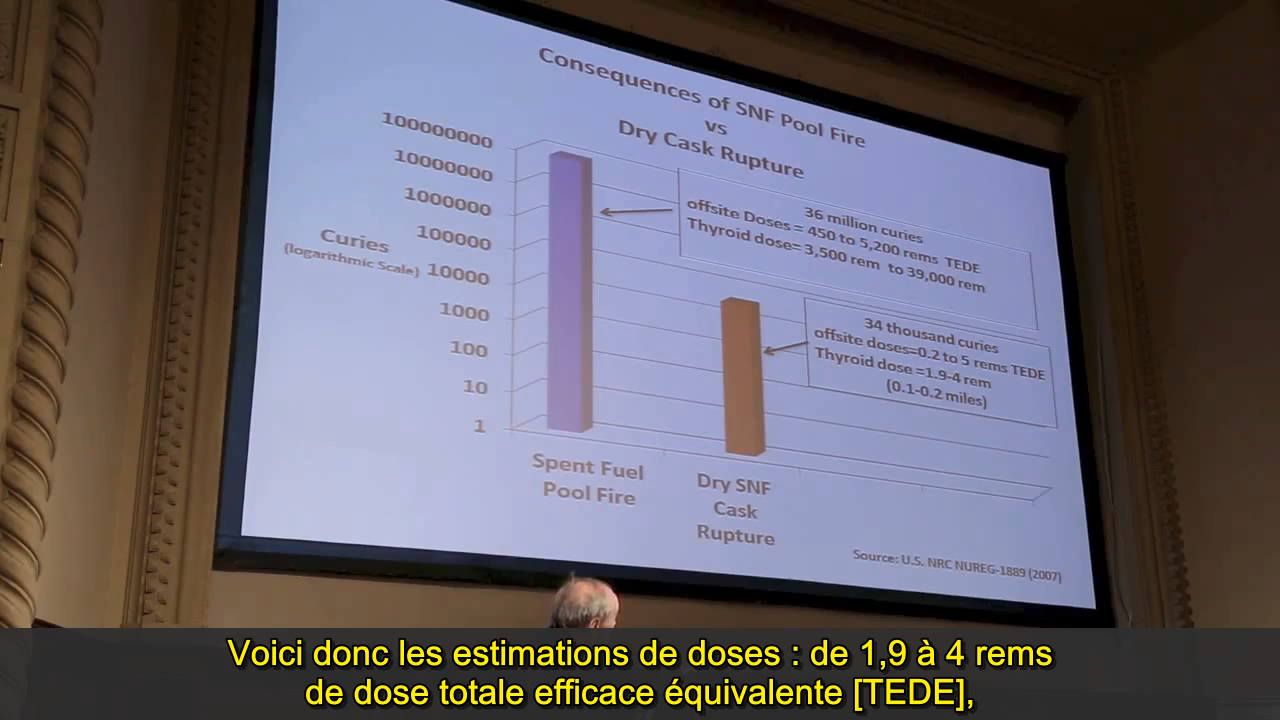 Consequences of SNF Pool Fire
vs
Dry Cask Rupture
100000000
10000000
1000000
100000
10000
1000
100
10
1
Curies
(logarithmic Scale)
36 million curies
offsite Doses = 450 to 5,200 rems TEDE
Thyroid dose= 3,500 rem to 39,000 rem
34 thousand curies
offsite doses=0.2 to 5 rems TEDE
Thyroid dose =1.9-4 rem
(0.1-0.2 miles)
Spent Fuel
Pool Fire
Dry SNF
Cask
Rupture
Source: U.S. NRC NUREG-1889 (2007)
Voici donc les estimations de doses : de 1,9 à 4 rems
de dose totale efficace équivalente [TEDE],